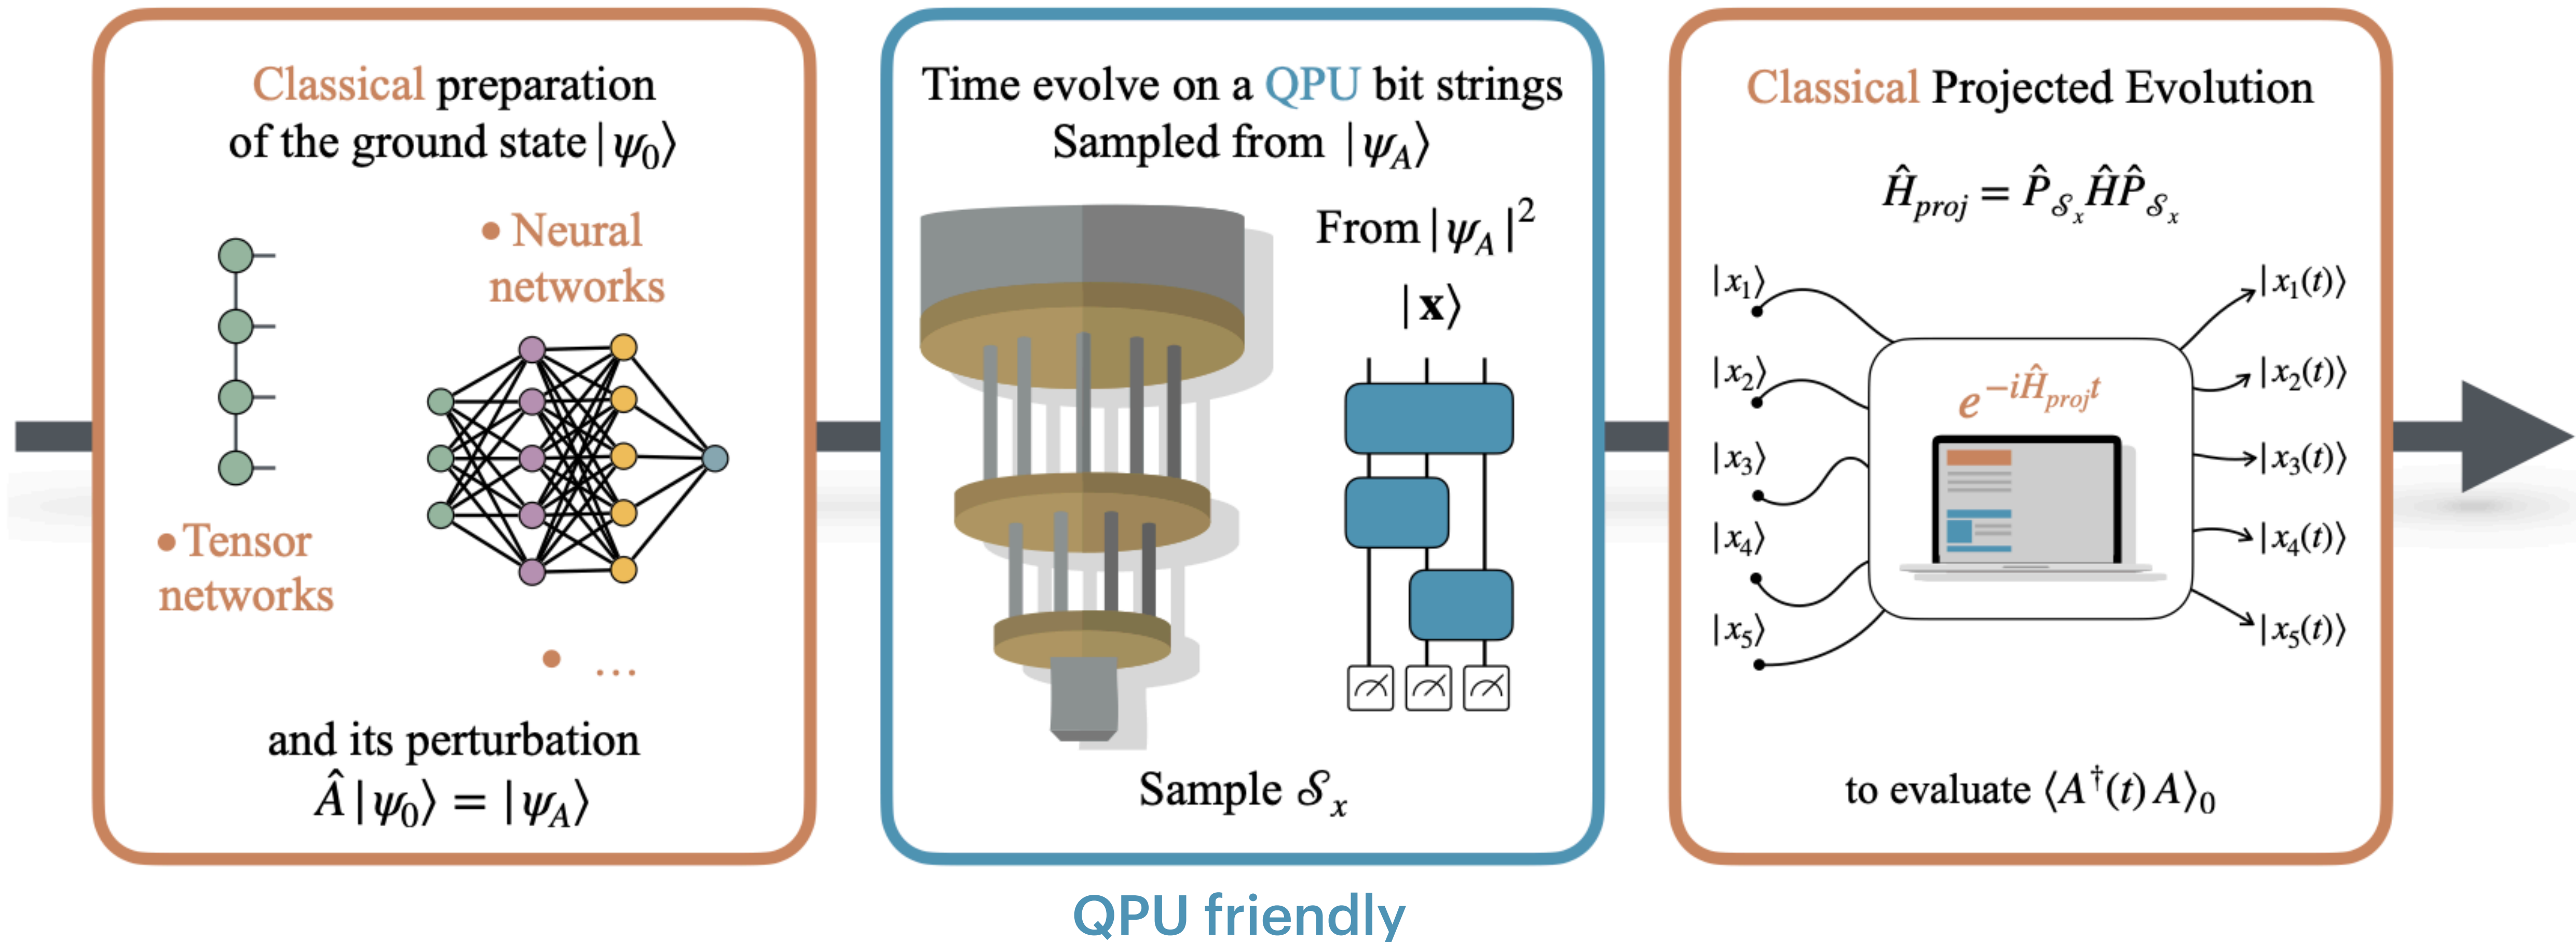 Classical preparation
of the ground state |ψ₀⟩
• Neural
networks
• Tensor
networks
• ...
and its perturbation
Â|ψ₀⟩ = |ψ_A⟩
Time evolve on a QPU bit strings
Sampled from |ψ_A⟩
From |ψ_A|²
|𝐱⟩
Sample 𝒮ₓ
QPU friendly
Classical Projected Evolution
Ĥ_proj = P̂_𝒮ₓ Ĥ P̂_𝒮ₓ
|x₁⟩
|x₂⟩
|x₃⟩
|x₄⟩
|x₅⟩
e^{-iĤ_proj t}
|x₁(t)⟩
|x₂(t)⟩
|x₃(t)⟩
|x₄(t)⟩
|x₅(t)⟩
to evaluate ⟨A†(t) A⟩₀